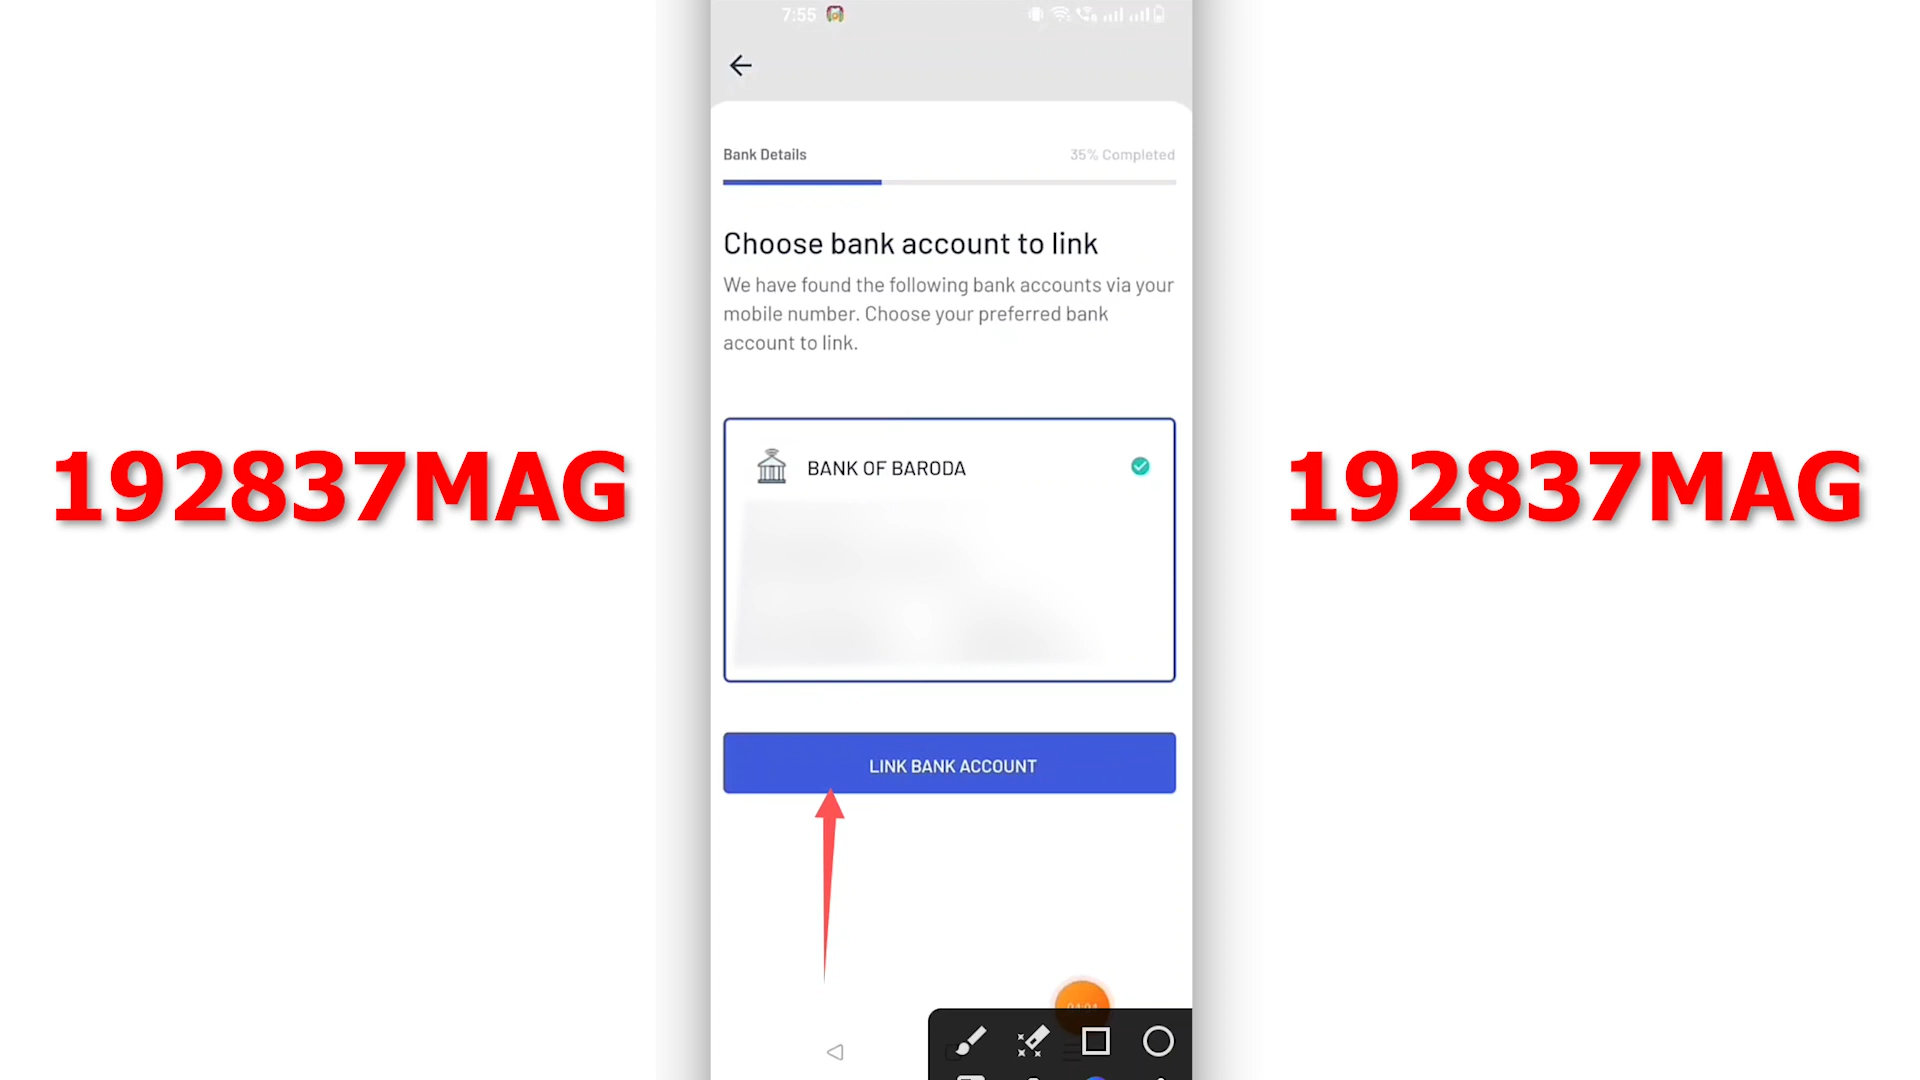 7:55
Bank Details
35% Completed
Choose bank account to link
We have found the following bank accounts via your
mobile number. Choose your preferred bank
account to link.
192837MAG
BANK OF BARODA
192837MAG
LINK BANK ACCOUNT